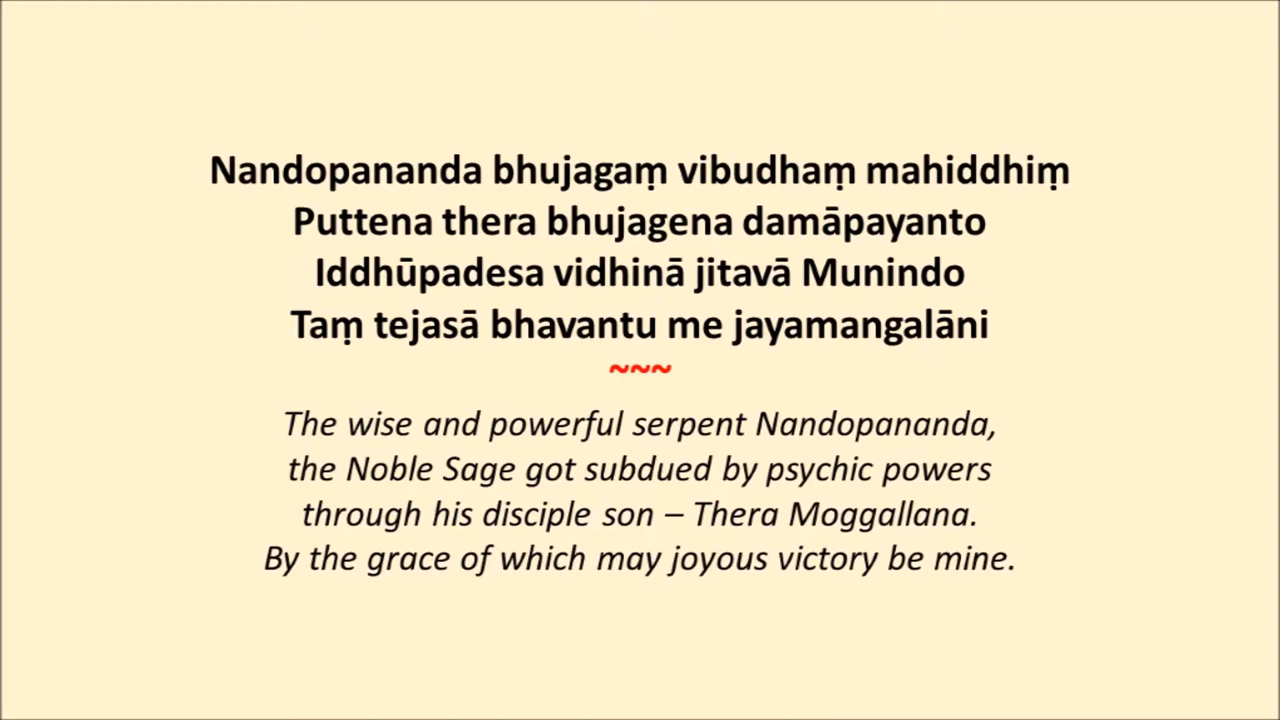 Nandopananda bhujagaṃ vibudhaṃ mahiddhiṃ
Puttena thera bhujagena damāpayanto
Iddhūpadesa vidhinā jitavā Munindo
Taṃ tejasā bhavantu me jayamangalāni
~~~
The wise and powerful serpent Nandopananda,
the Noble Sage got subdued by psychic powers
through his disciple son – Thera Moggallana.
By the grace of which may joyous victory be mine.